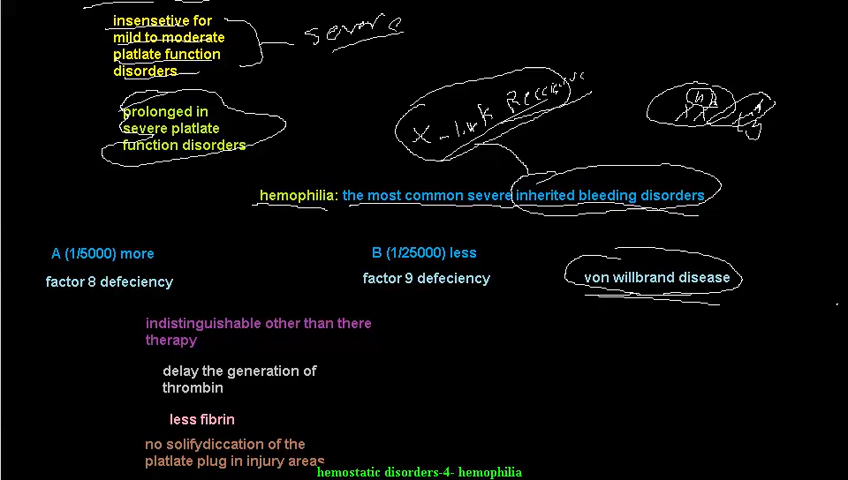 insensetive for
mild to moderate
platlate function
disorders
severe
prolonged in
severe platlate
function disorders
X-link Recessive
hemophilia: the most common severe inherited bleeding disorders
A (1/5000) more
B (1/25000) less
factor 8 defeciency
factor 9 defeciency
von willbrand disease
indistinguishable other than there
therapy
delay the generation of
thrombin
less fibrin
no solifydiccation of the
platlate plug in injury areas
hemostatic disorders-4- hemophilia